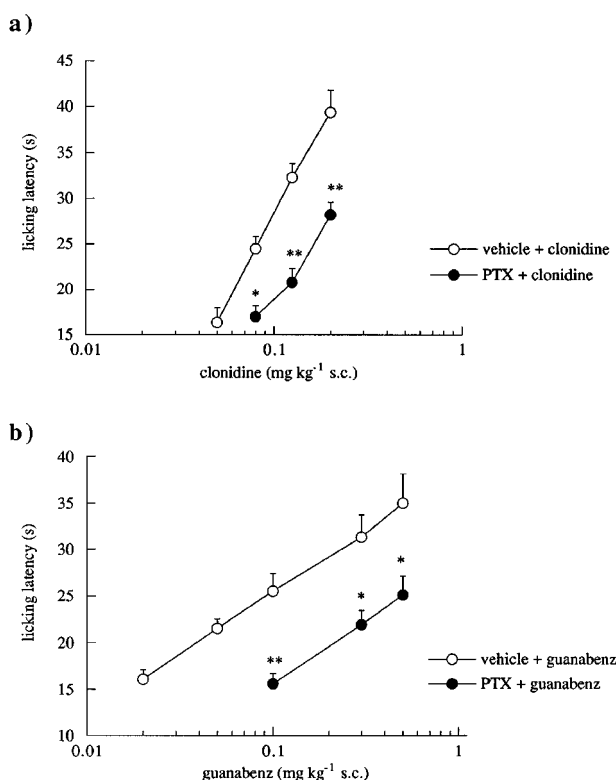 a)
45
40
35
30
25
20
15
licking latency (s)
*
**
**
vehicle + clonidine
PTX + clonidine
0.01
0.1
1
clonidine (mg kg⁻¹ s.c.)
b)
40
35
30
25
20
15
10
licking latency (s)
**
*
*
vehicle + guanabenz
PTX + guanabenz
0.01
0.1
1
guanabenz (mg kg⁻¹ s.c.)